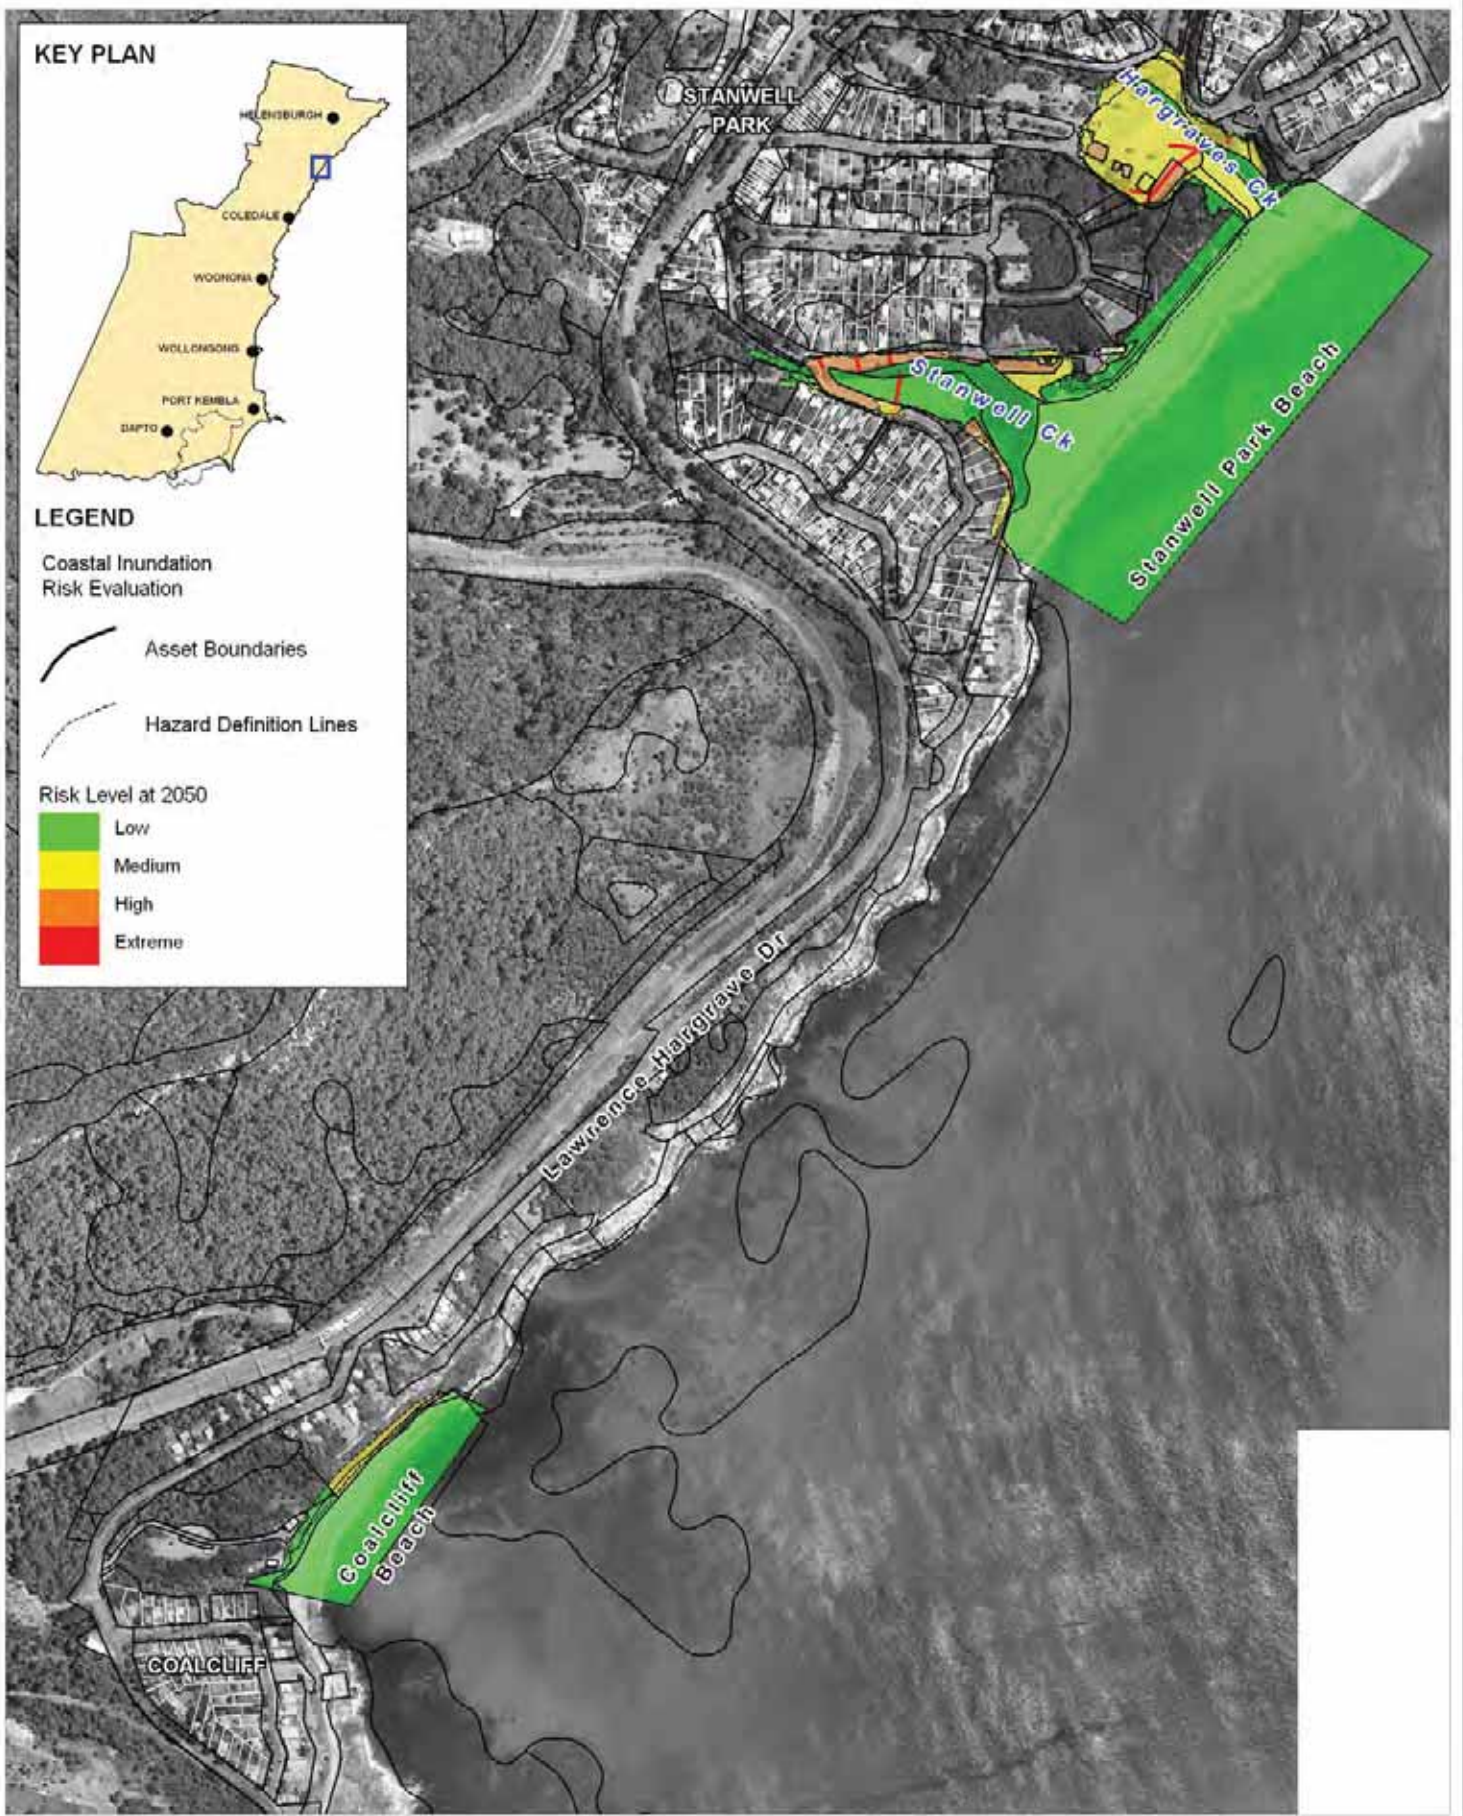 KEY PLAN
HELENSBURGH
COLEDALE
WOONONA
WOLLONGONG
PORT KEMBLA
DAPTO
LEGEND
Coastal Inundation
Risk Evaluation
Asset Boundaries
Hazard Definition Lines
Risk Level at 2050
Low
Medium
High
Extreme
STANWELL
PARK
Hargraves Ck
Stanwell Ck
Stanwell Park Beach
Lawrence Hargrave Dr
Coalcliff
Beach
COALCLIFF